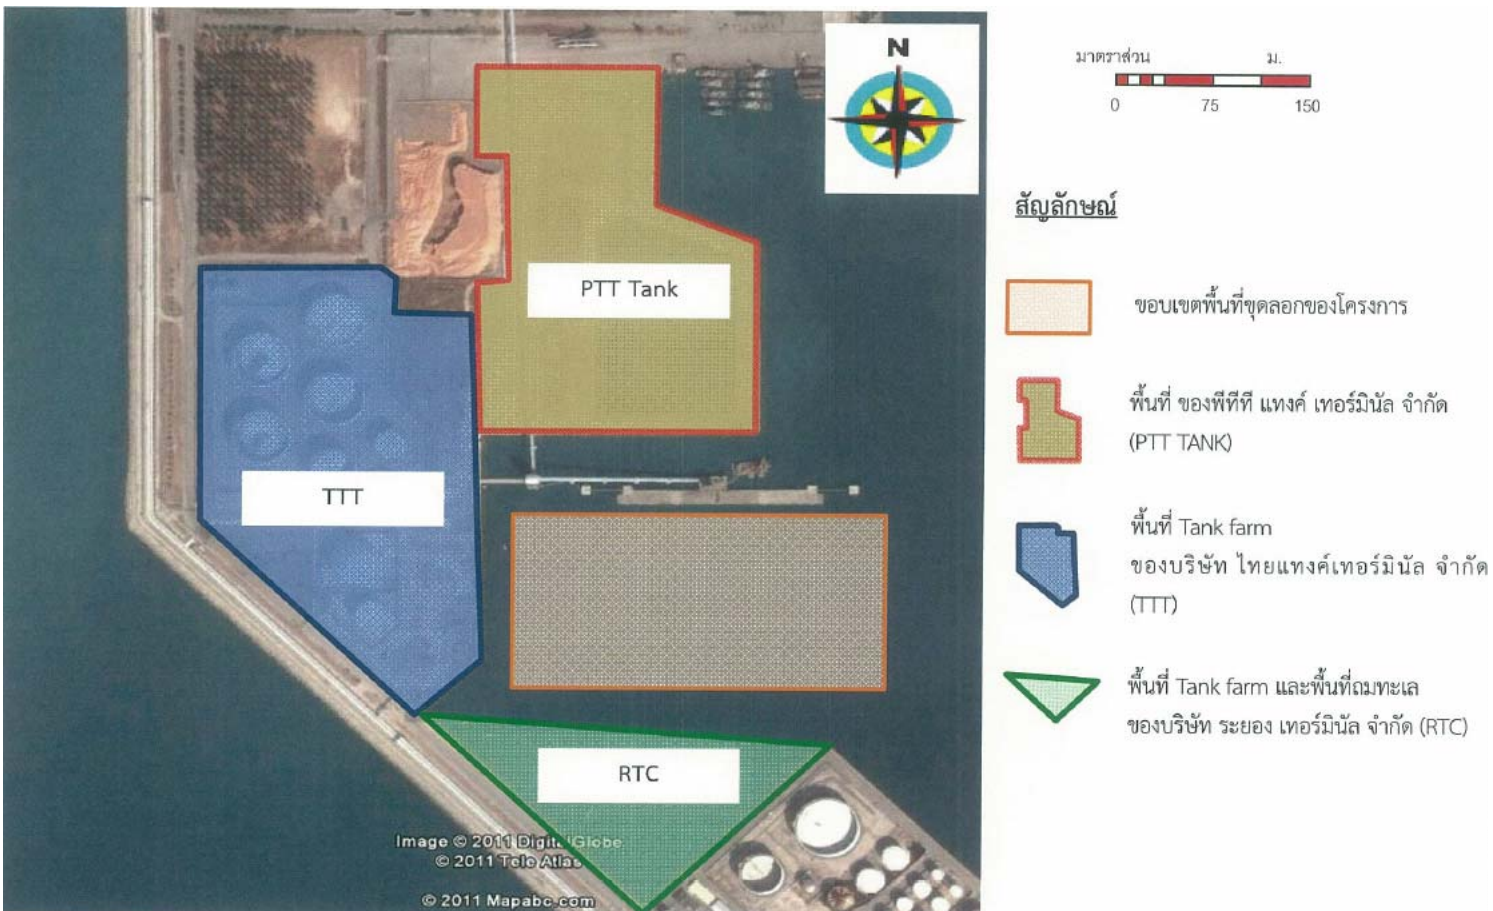 N
มาตราส่วน ม.
0 75 150
สัญลักษณ์
PTT Tank
ขอบเขตพื้นที่ขุดลอกของโครงการ
พื้นที่ ของพีทีที แทงค์ เทอร์มินัล จำกัด
(PTT TANK)
TTT
พื้นที่ Tank farm
ของบริษัท ไทยแทงค์เทอร์มินัล จำกัด
(TTT)
พื้นที่ Tank farm และพื้นที่ถมทะเล
ของบริษัท ระยอง เทอร์มินัล จำกัด (RTC)
RTC
Image © 2011 DigitalGlobe
© 2011 Tele Atlas
© 2011 Mapabc.com